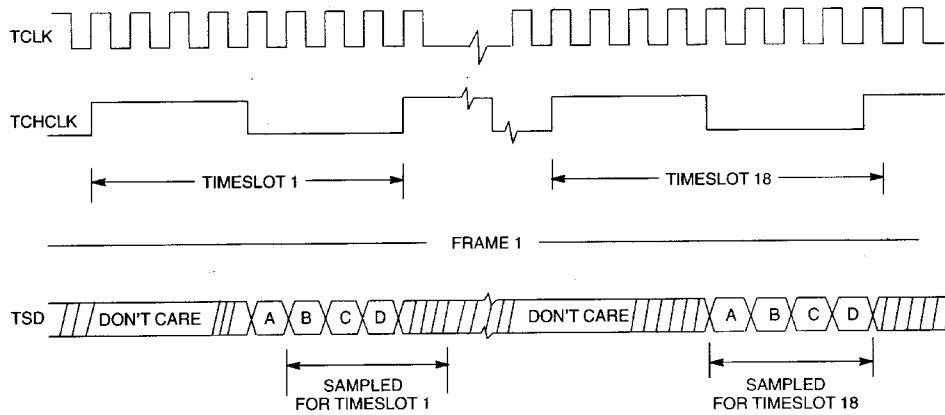 TCLK
TCHCLK
TIMESLOT 1 TIMESLOT 18
FRAME 1
TSD DON'T CARE A B C D DON'T CARE A B C D
SAMPLED FOR TIMESLOT 1
SAMPLED FOR TIMESLOT 18